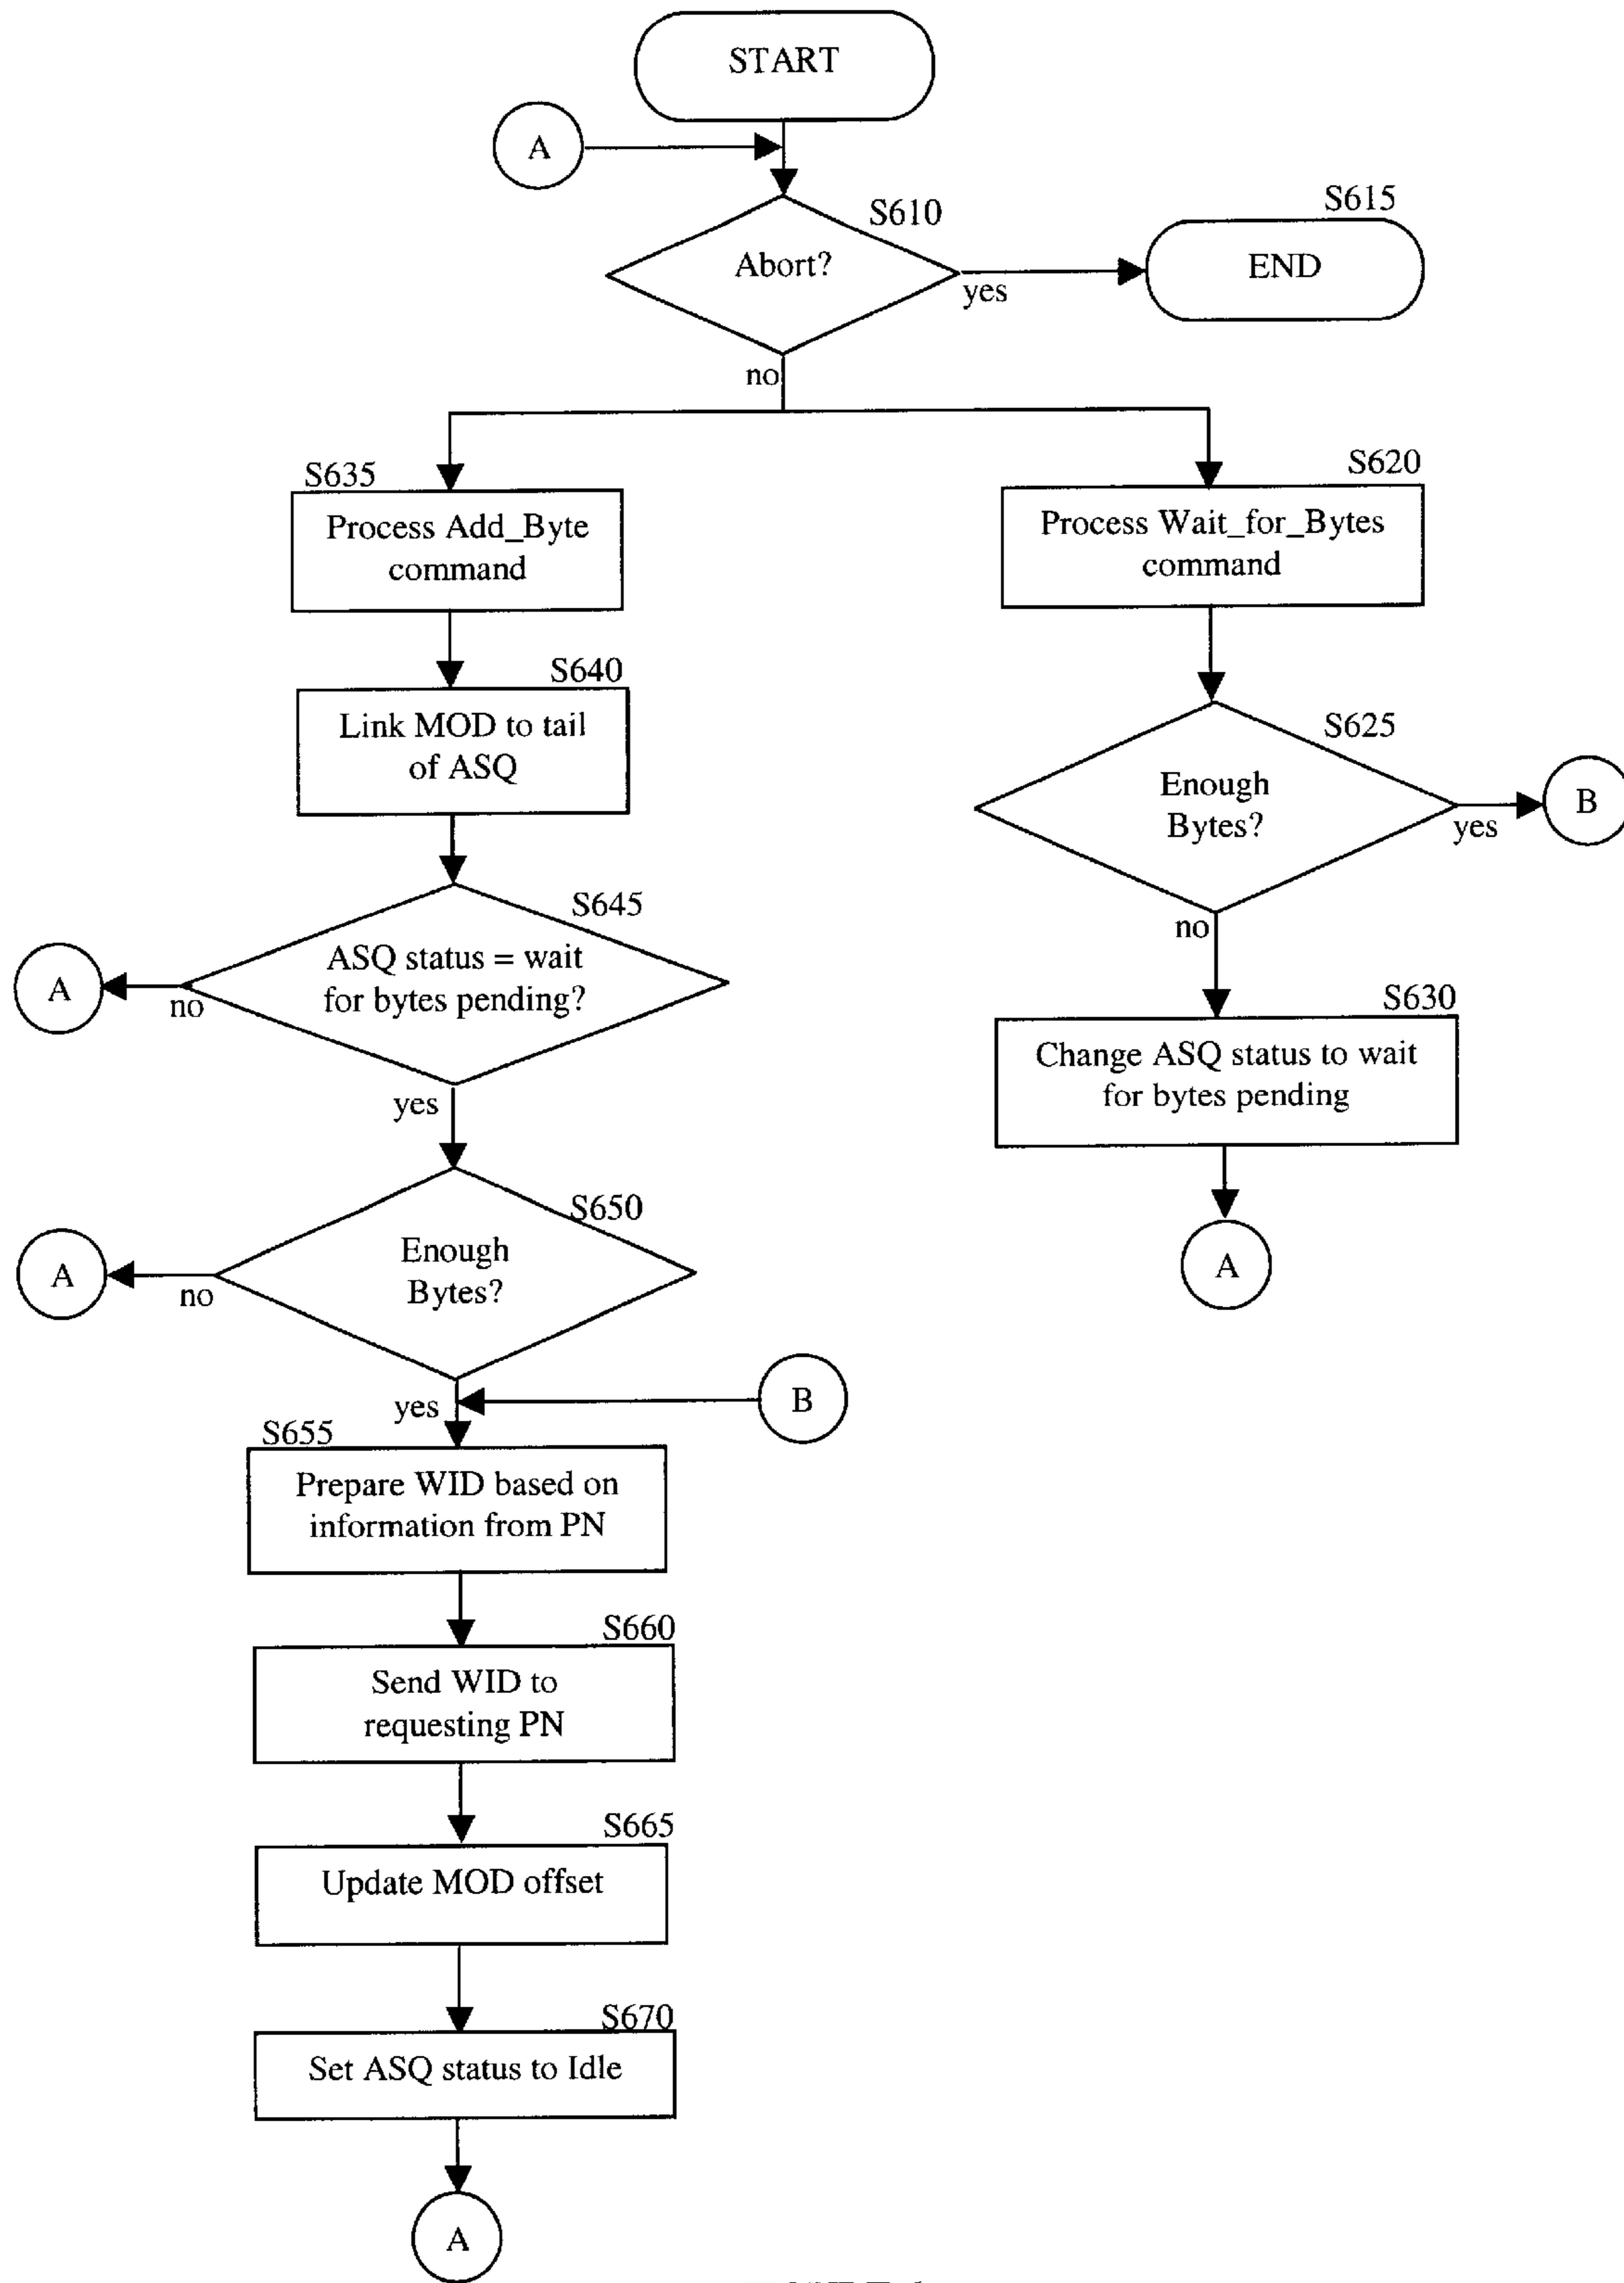 START
A
S610
Abort?
yes
S615
END
no
S635
Process Add_Byte
command
S620
Process Wait_for_Bytes
command
S640
Link MOD to tail
of ASQ
S625
Enough
Bytes?
yes
B
no
S645
ASQ status = wait
for bytes pending?
no
A
yes
S630
Change ASQ status to wait
for bytes pending
A
S650
Enough
Bytes?
no
A
yes
B
S655
Prepare WID based on
information from PN
S660
Send WID to
requesting PN
S665
Update MOD offset
S670
Set ASQ status to Idle
A